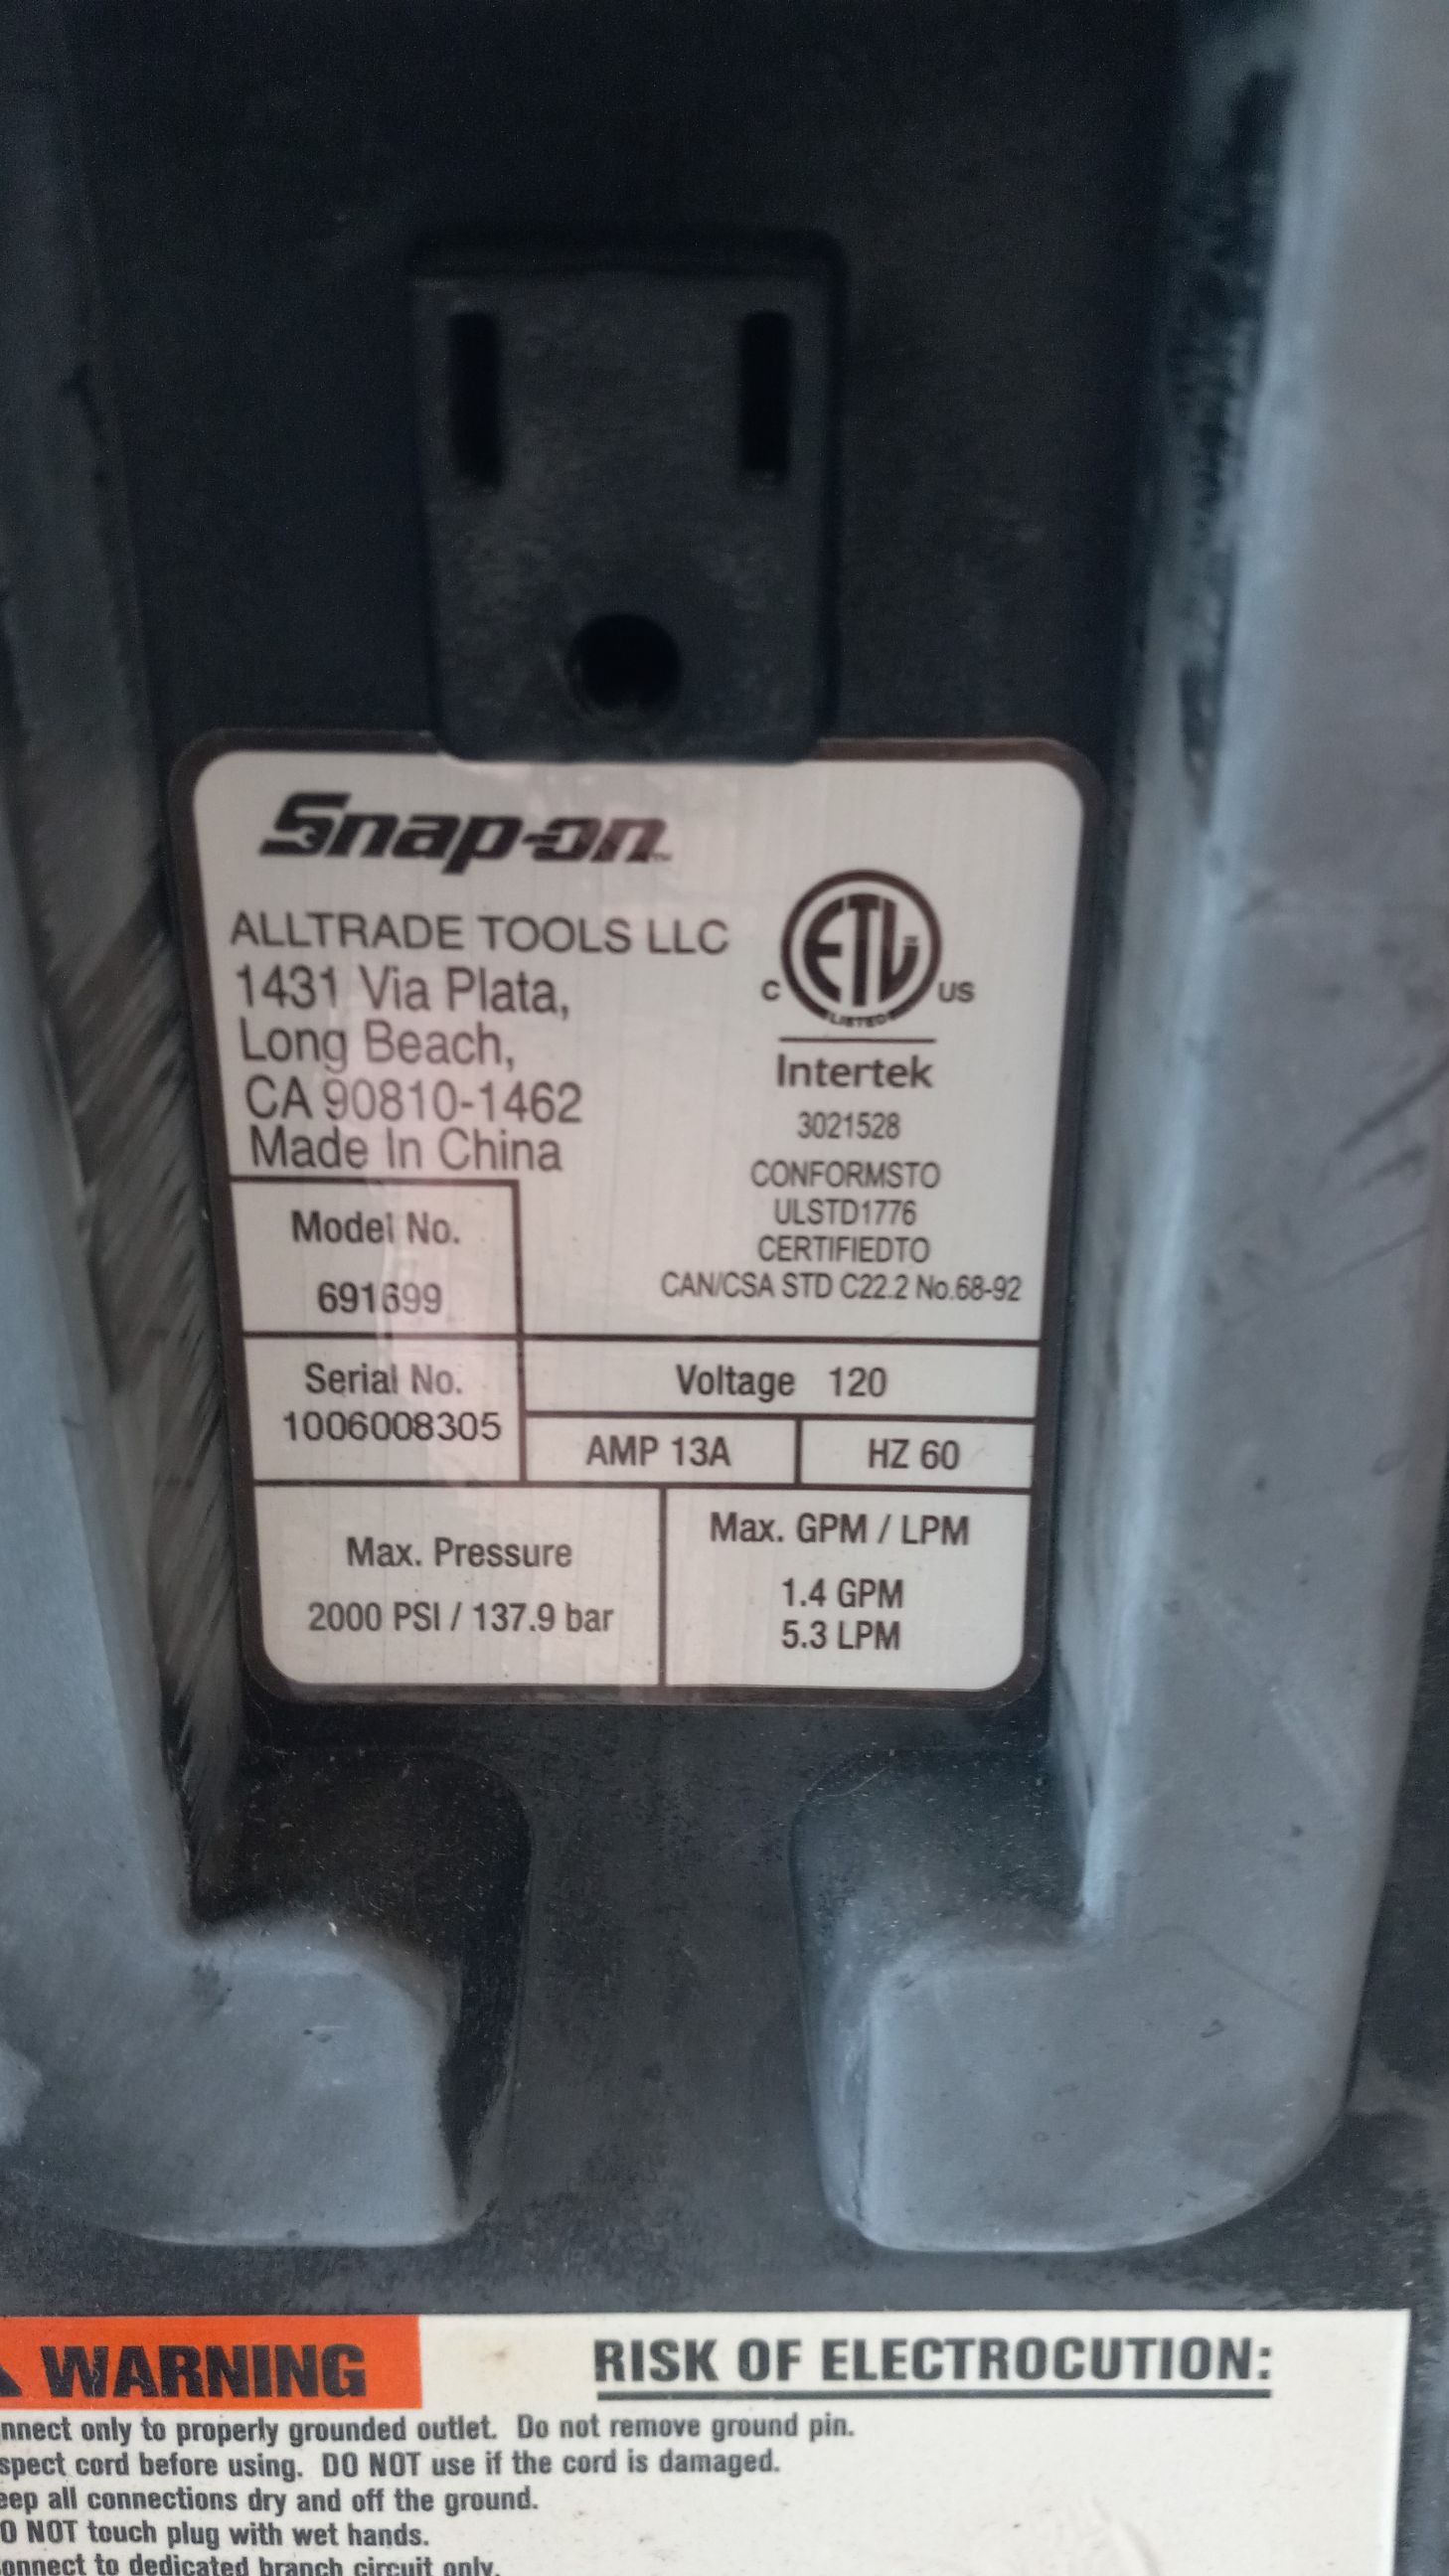 Snap-on™
ALLTRADE TOOLS LLC
1431 Via Plata,
Long Beach,
CA 90810-1462
Made In China
ETL
C
US
LISTED
Intertek
3021528
CONFORMSTO
ULSTD1776
CERTIFIEDTO
CAN/CSA STD C22.2 No.68-92
Model No.
691699
Serial No.
1006008305
Voltage 120
AMP 13A
HZ 60
Max. Pressure
2000 PSI / 137.9 bar
Max. GPM / LPM
1.4 GPM
5.3 LPM
WARNING
RISK OF ELECTROCUTION:
nnect only to properly grounded outlet. Do not remove ground pin.
spect cord before using. DO NOT use if the cord is damaged.
eep all connections dry and off the ground.
O NOT touch plug with wet hands.
onnect to dedicated branch circuit only.